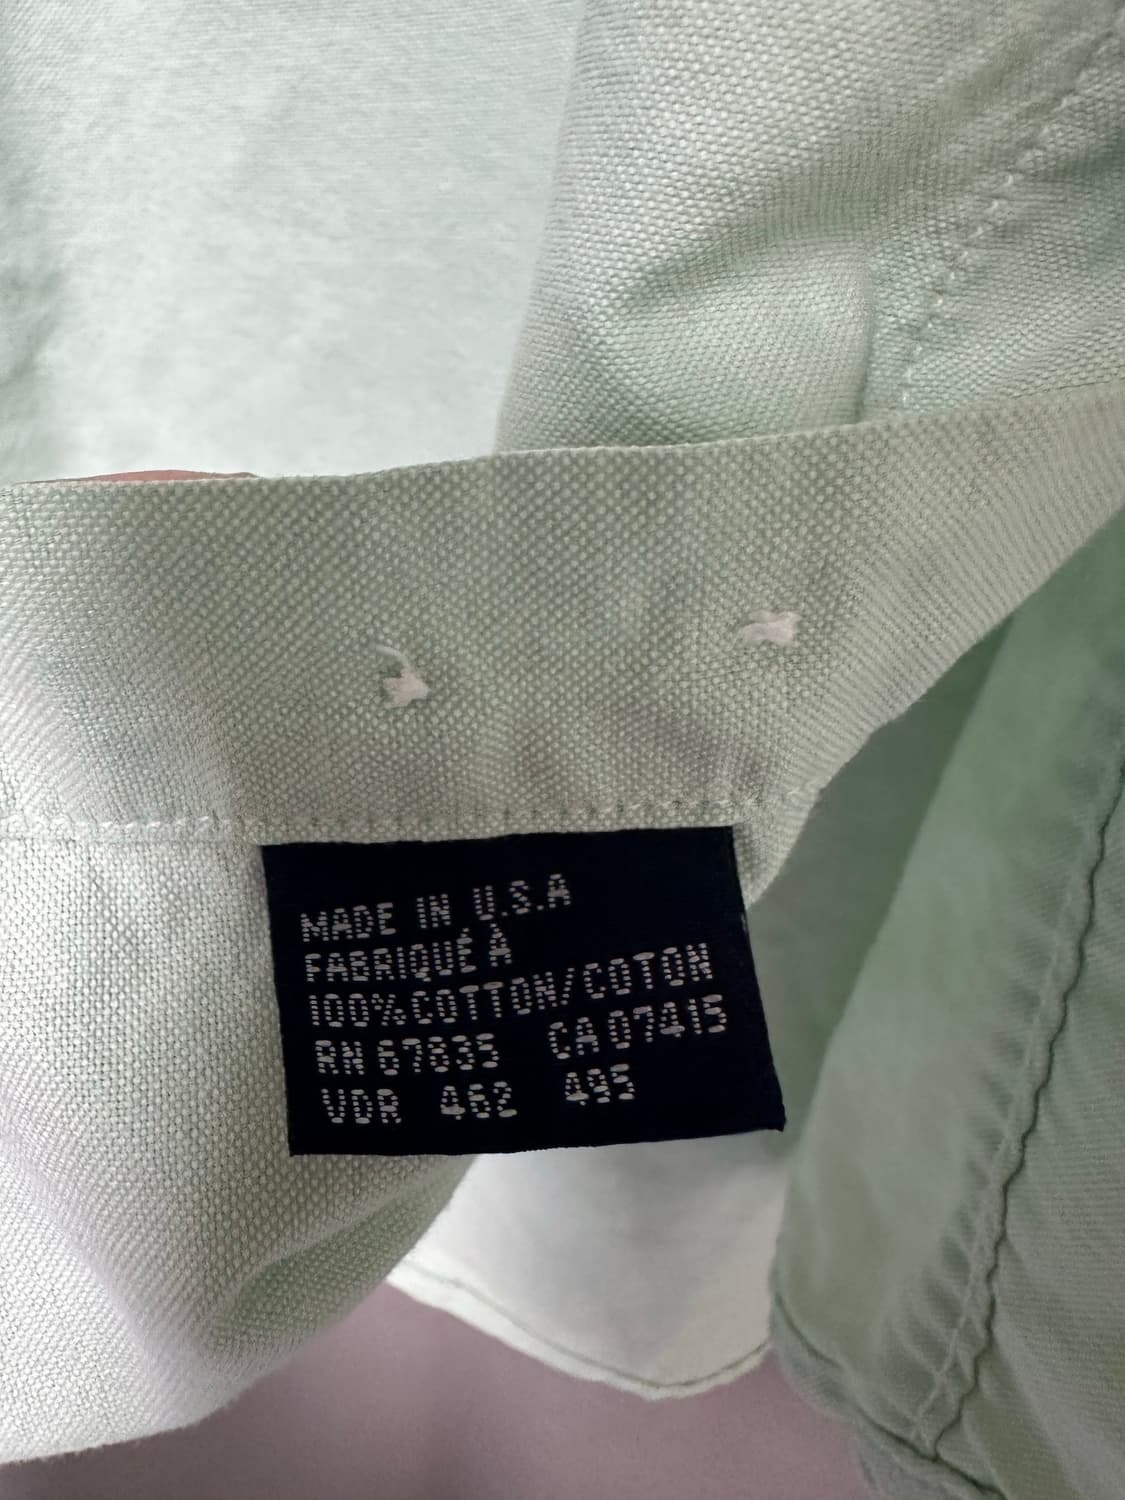 MADE IN U.S.A
FABRIQUÉ À
100% COTTON/COTON
RN 67835 CA 07415
VDR 462 495